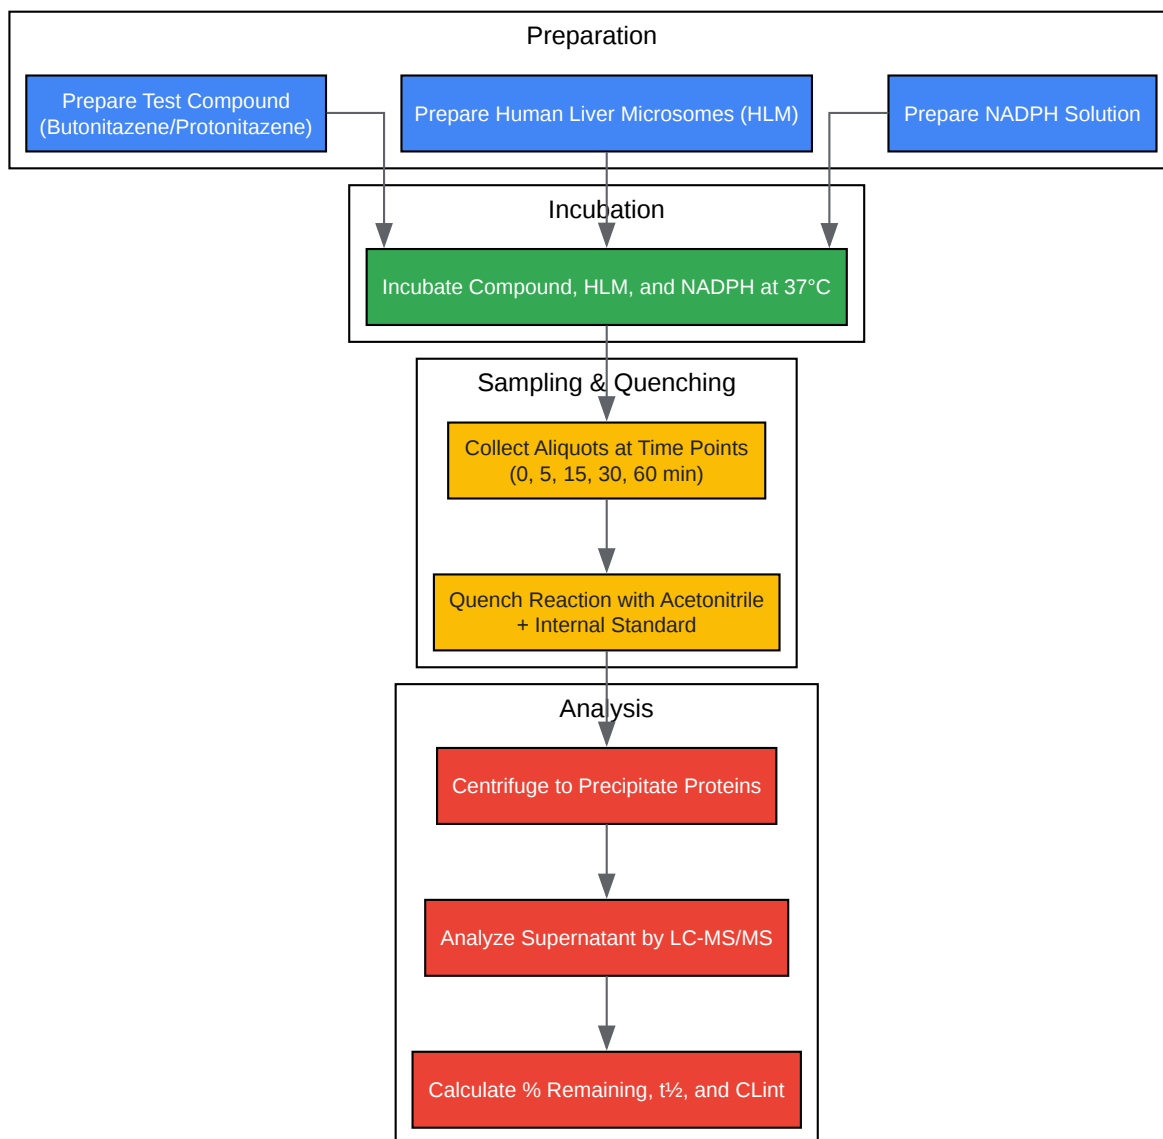 Preparation
Prepare Test Compound
(Butonitazene/Protonitazene)
Prepare Human Liver Microsomes (HLM)
Prepare NADPH Solution
Incubation
Incubate Compound, HLM, and NADPH at 37°C
Sampling & Quenching
Collect Aliquots at Time Points
(0, 5, 15, 30, 60 min)
Quench Reaction with Acetonitrile
+ Internal Standard
Analysis
Centrifuge to Precipitate Proteins
Analyze Supernatant by LC-MS/MS
Calculate % Remaining, t½, and CLint